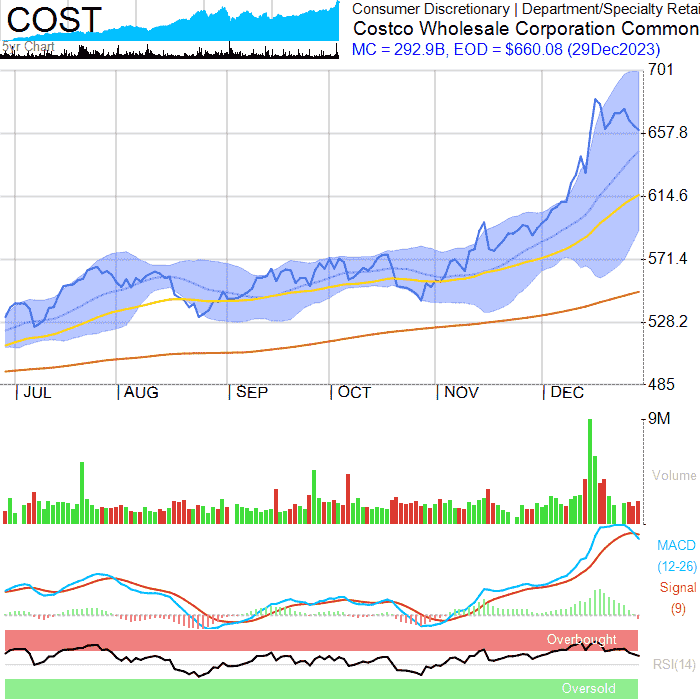 COST
5yr Chart
Consumer Discretionary | Department/Specialty Retai
Costco Wholesale Corporation Common
MC = 292.9B, EOD = $660.08 (29Dec2023)
701
657.8
614.6
571.4
528.2
485
JUL AUG SEP OCT NOV DEC
9M
Volume
MACD
(12-26)
Signal
(9)
Overbought
RSI(14)
Oversold